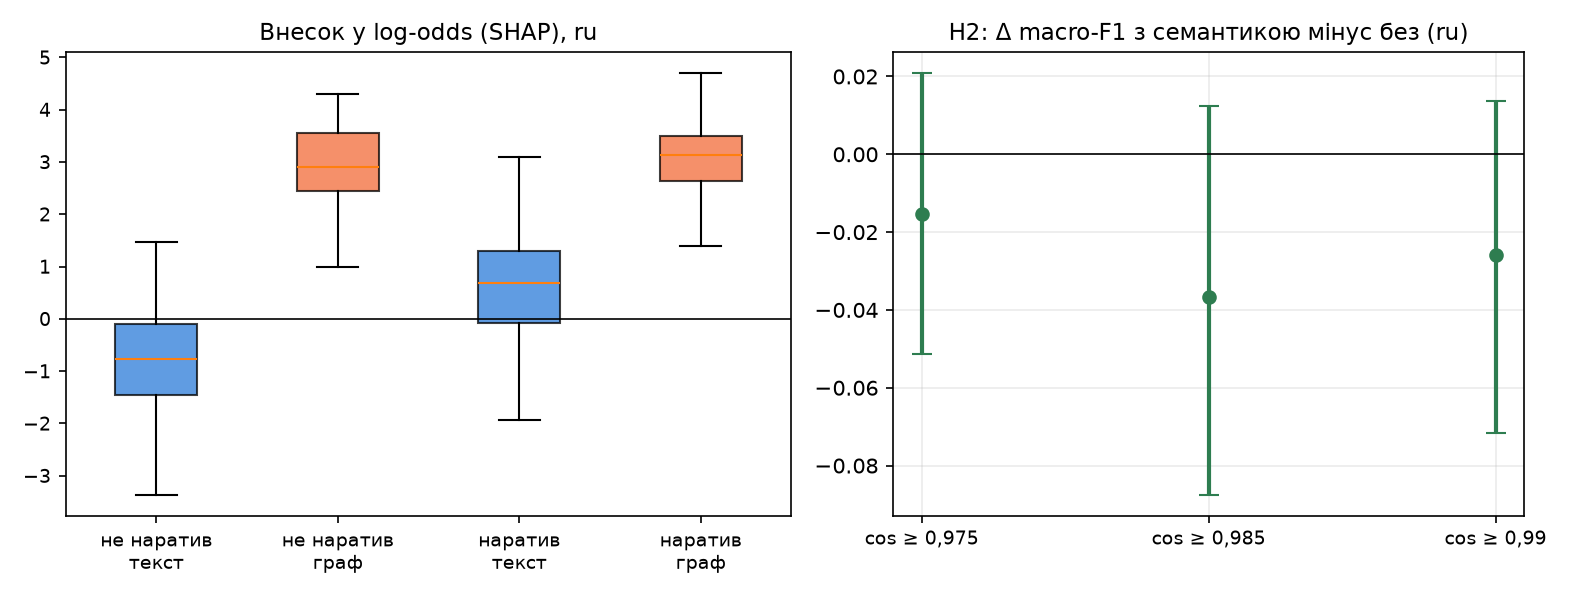 Внесок у log-odds (SHAP), ru
5
4
3
2
1
0
−1
−2
−3
не наратив
текст
не наратив
граф
наратив
текст
наратив
граф
H2: Δ macro-F1 з семантикою мінус без (ru)
0.02
0.00
−0.02
−0.04
−0.06
−0.08
cos ≥ 0,975
cos ≥ 0,985
cos ≥ 0,99